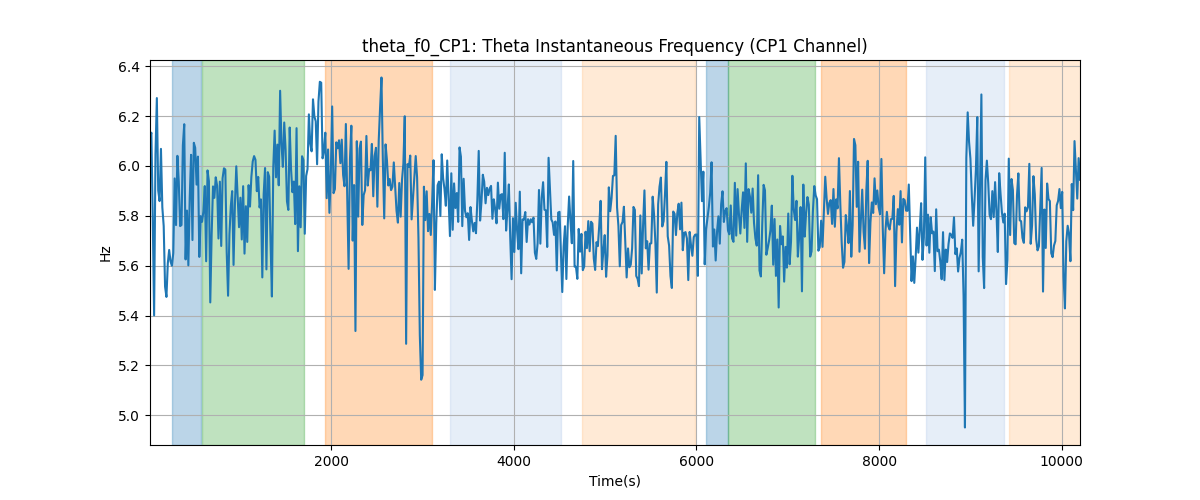 theta_f0_CP1: Theta Instantaneous Frequency (CP1 Channel)
6.4
6.2
6.0
5.8
5.6
5.4
5.2
5.0
Hz
2000 4000 6000 8000 10000
Time(s)